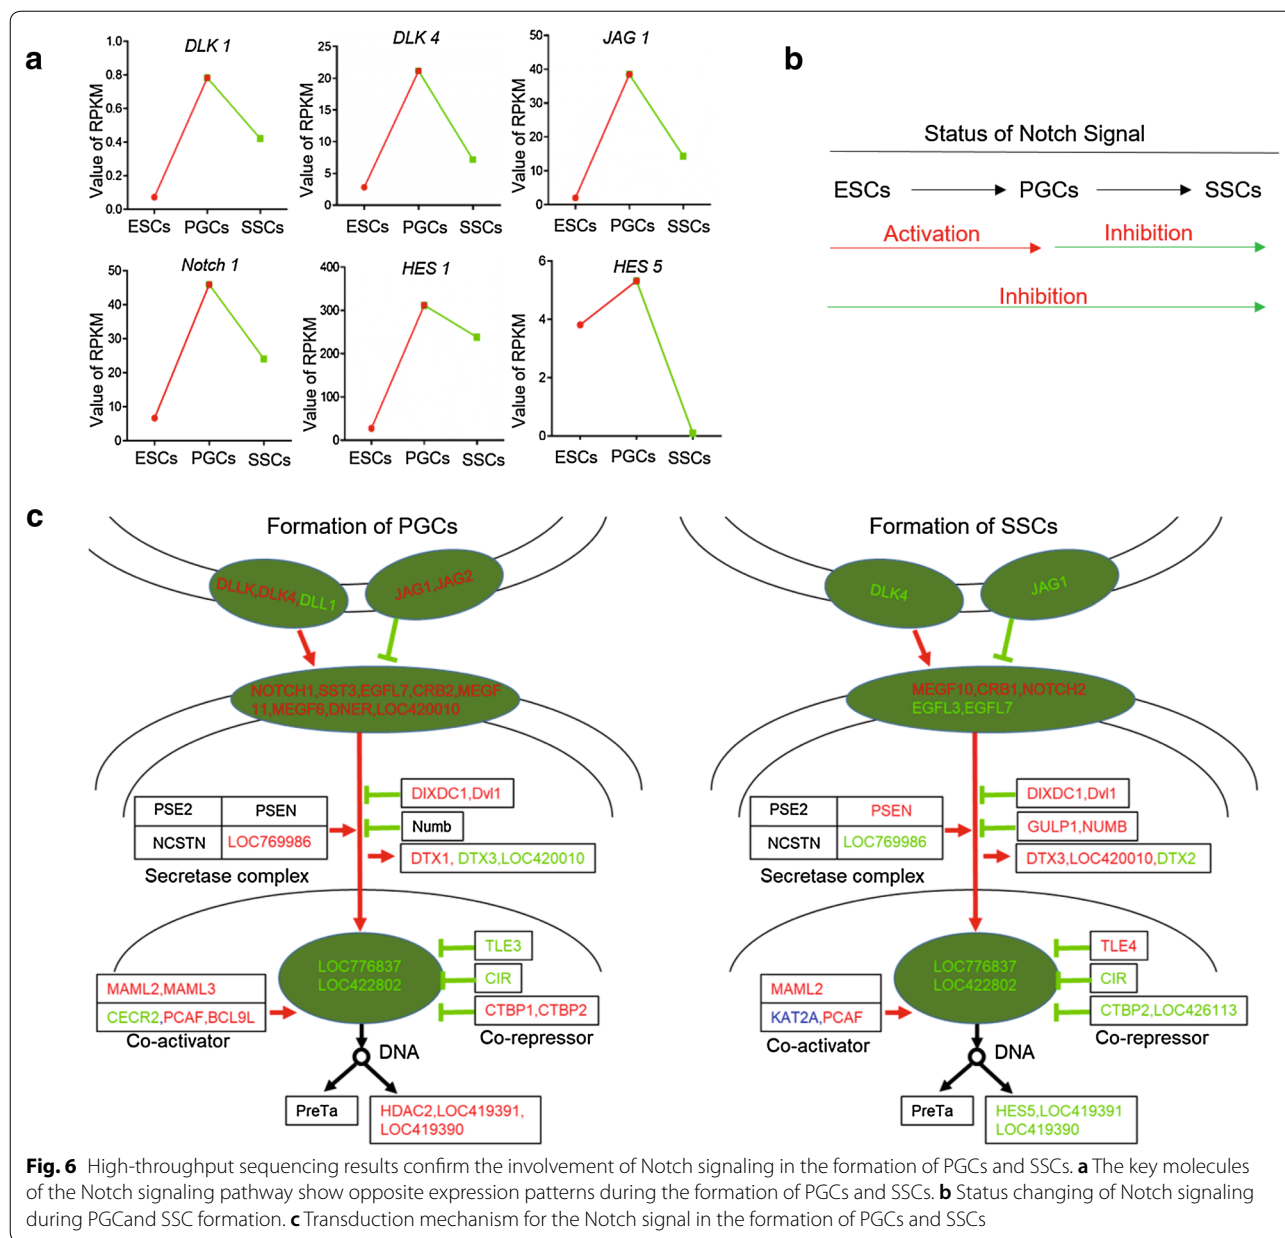 a
DLK 1
Value of RPKM
1.0
0.8
0.6
0.4
0.2
0.0
ESCs PGCs SSCs
DLK 4
Value of RPKM
25
20
15
10
5
0
ESCs PGCs SSCs
JAG 1
Value of RPKM
50
40
30
20
10
0
ESCs PGCs SSCs
Notch 1
Value of RPKM
50
40
30
20
10
0
ESCs PGCs SSCs
HES 1
Value of RPKM
400
300
200
100
0
ESCs PGCs SSCs
HES 5
Value of RPKM
6
4
2
0
ESCs PGCs SSCs
b
Status of Notch Signal
ESCs PGCs SSCs
Activation Inhibition
Inhibition
c
Formation of PGCs
DLLK,DLK4,DLL1
JAG1,JAG2
NOTCH1,SST3,EGFL7,CRB2,MEGF
11,MEGF6,DNER,LOC420010
PSE2 PSEN
NCSTN LOC769986
Secretase complex
DIXDC1,Dvl1
Numb
DTX1, DTX3,LOC420010
LOC776837
LOC422802
MAML2,MAML3
CECR2,PCAF,BCL9L
Co-activator
TLE3
CIR
CTBP1,CTBP2
Co-repressor
DNA
PreTa
HDAC2,LOC419391,
LOC419390
Formation of SSCs
DLK4
JAG1
MEGF10,CRB1,NOTCH2
EGFL3,EGFL7
PSE2 PSEN
NCSTN LOC769986
Secretase complex
DIXDC1,Dvl1
GULP1,NUMB
DTX3,LOC420010,DTX2
LOC776837
LOC422802
MAML2
KAT2A,PCAF
Co-activator
TLE4
CIR
CTBP2,LOC426113
Co-repressor
DNA
PreTa
HES5,LOC419391
LOC419390
Fig. 6 High-throughput sequencing results confirm the involvement of Notch signaling in the formation of PGCs and SSCs. a The key molecules
of the Notch signaling pathway show opposite expression patterns during the formation of PGCs and SSCs. b Status changing of Notch signaling
during PGCand SSC formation. c Transduction mechanism for the Notch signal in the formation of PGCs and SSCs